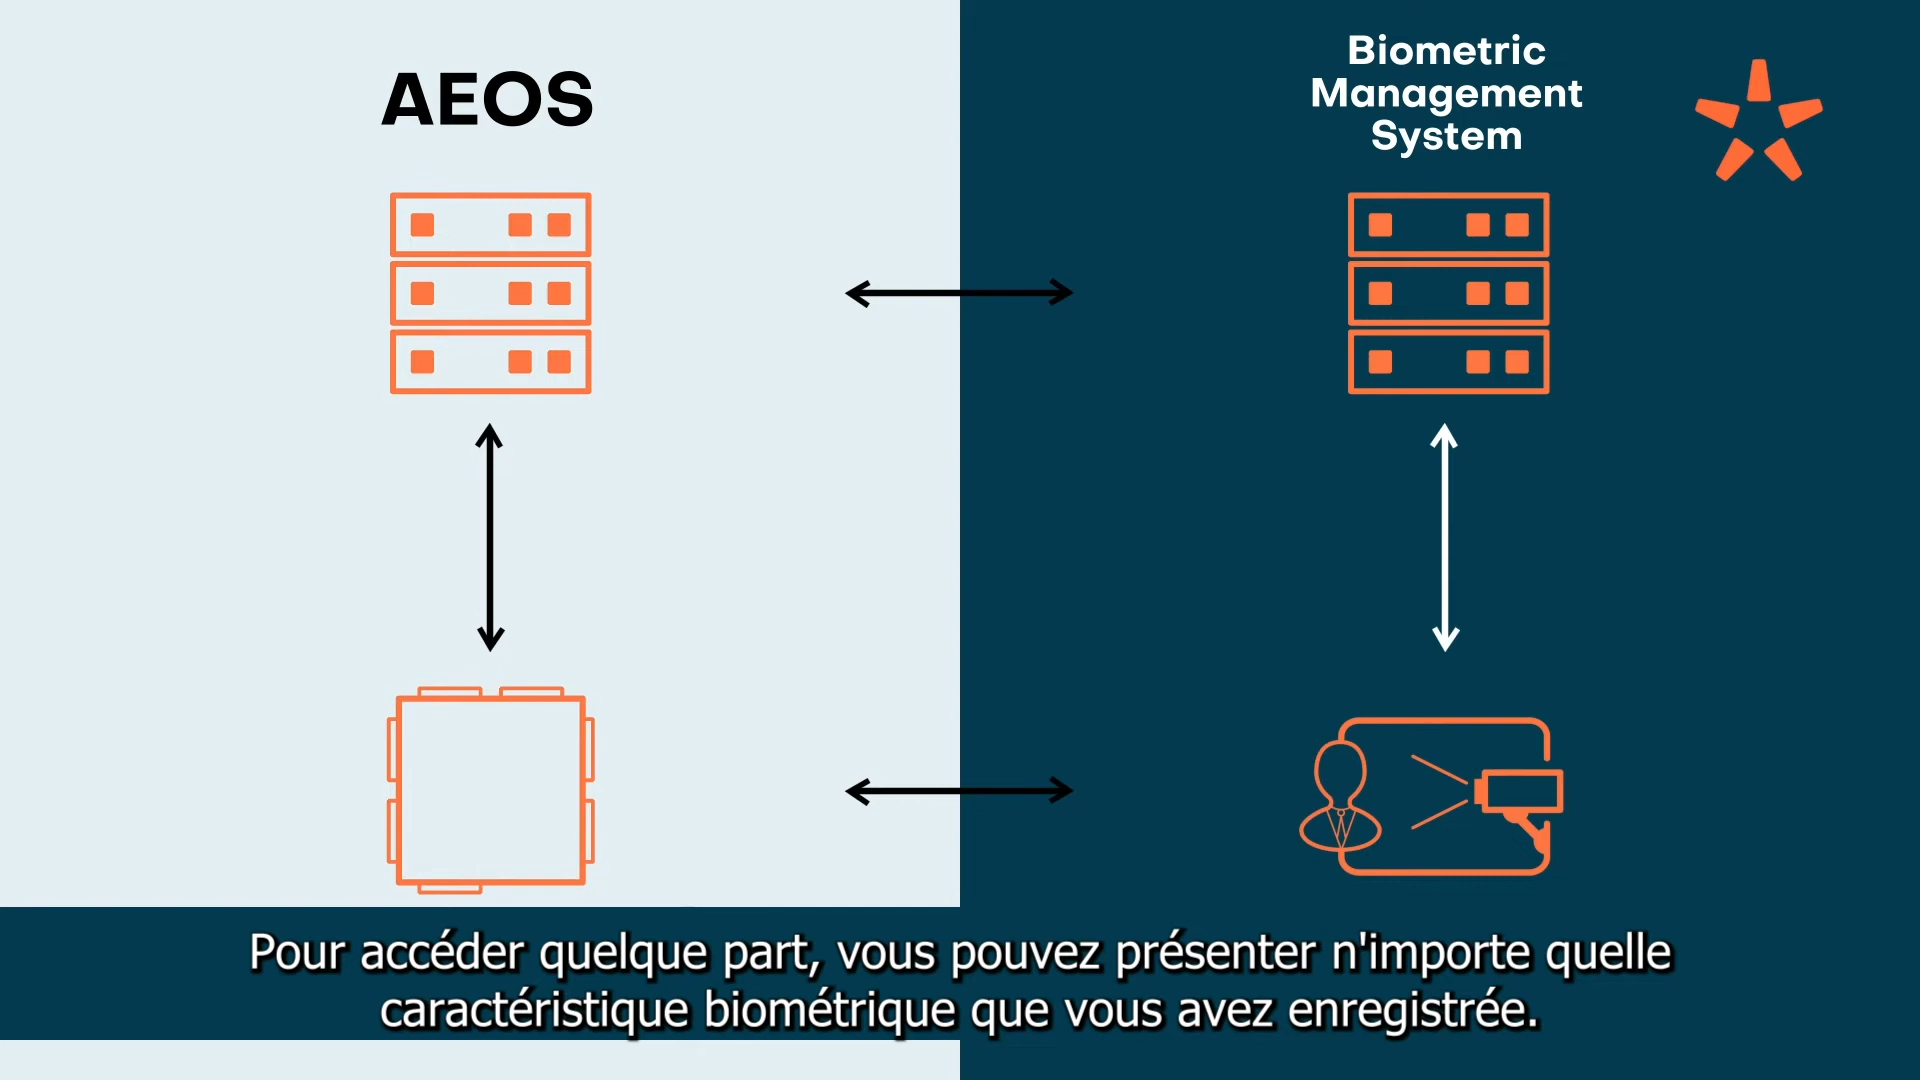 AEOS
Biometric
Management
System
Pour accéder quelque part, vous pouvez présenter n'importe quelle
caractéristique biométrique que vous avez enregistrée.